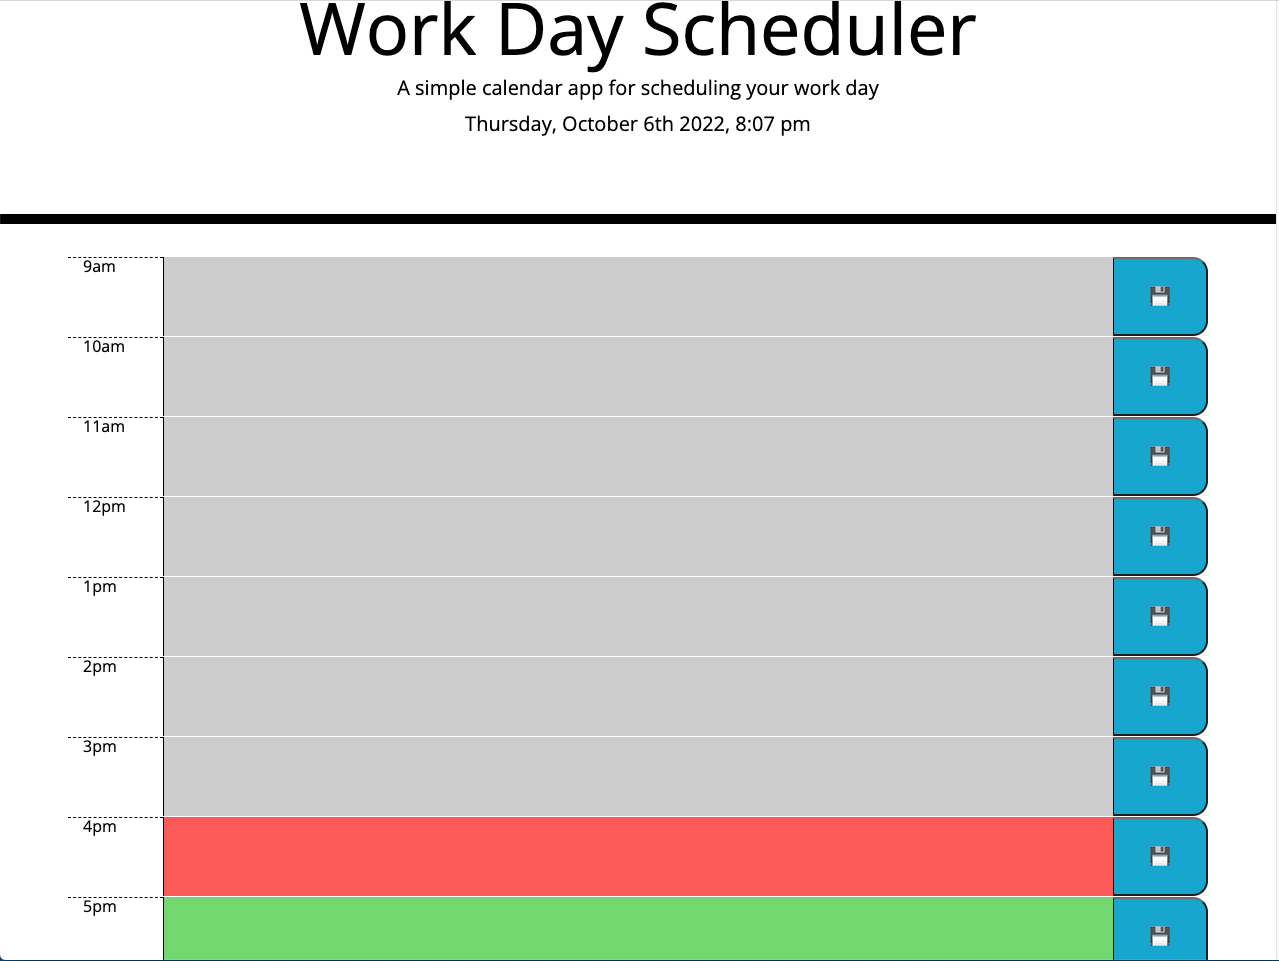 Work Day Scheduler
A simple calendar app for scheduling your work day
Thursday, October 6th 2022, 8:07 pm
9am
10am
11am
12pm
1pm
2pm
3pm
4pm
5pm